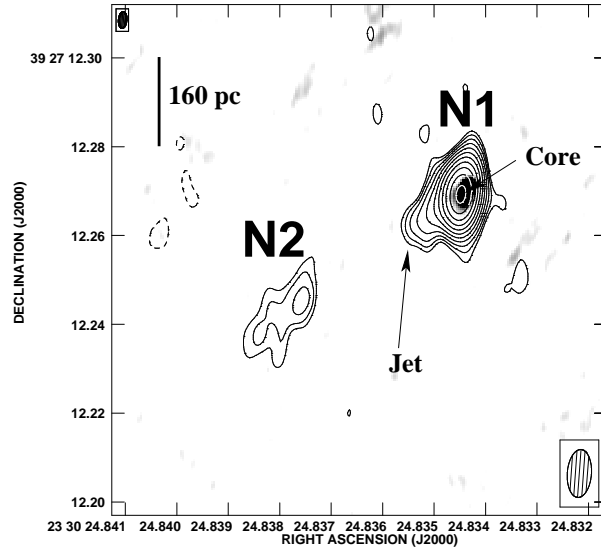 39 27 12.30
160 pc
N1
12.28
Core
12.26
N2
DECLINATION (J2000)
12.24
Jet
12.22
12.20
23 30 24.841 24.840 24.839 24.838 24.837 24.836 24.835 24.834 24.833 24.832
RIGHT ASCENSION (J2000)